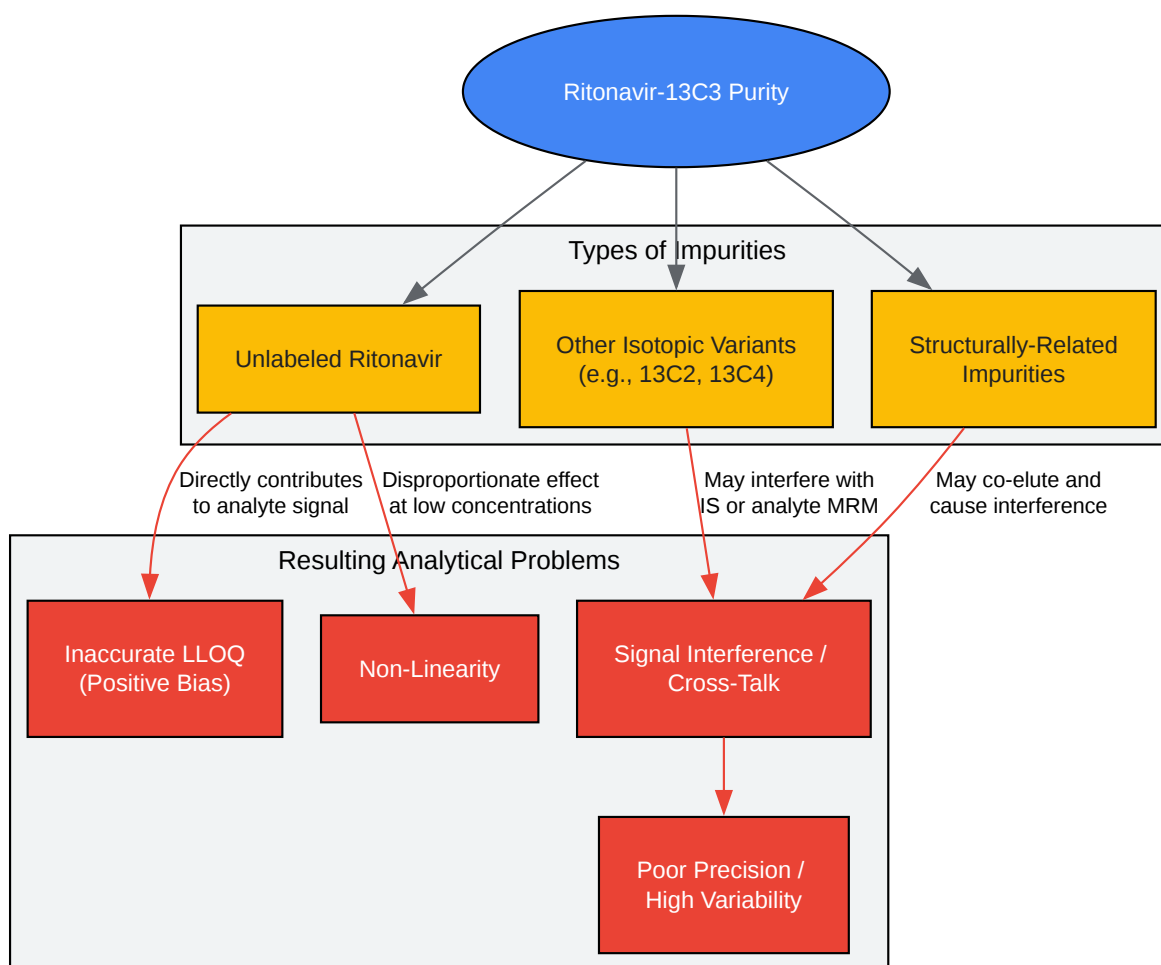 Ritonavir-13C3 Purity
Types of Impurities
Unlabeled Ritonavir
Other Isotopic Variants
(e.g., 13C2, 13C4)
Structurally-Related
Impurities
Directly contributes
to analyte signal
Disproportionate effect
at low concentrations
May interfere with
IS or analyte MRM
May co-elute and
cause interference
Resulting Analytical Problems
Inaccurate LLOQ
(Positive Bias)
Non-Linearity
Signal Interference /
Cross-Talk
Poor Precision /
High Variability